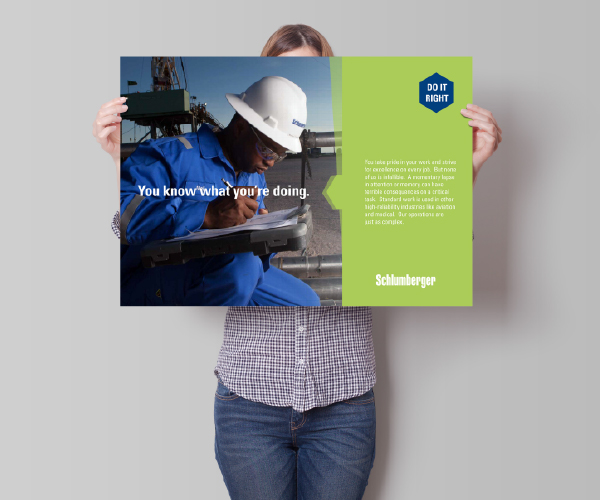 DO IT
RIGHT
Schlumberger
You know what you're doing.
You take pride in your work and strive
for excellence on every job. But none
of us is infallible. A momentary lapse
in attention or memory can have
terrible consequences on a critical
task. Standard work is used in other
high-reliability industries like aviation
and medical. Our operations are
just as complex.
Schlumberger